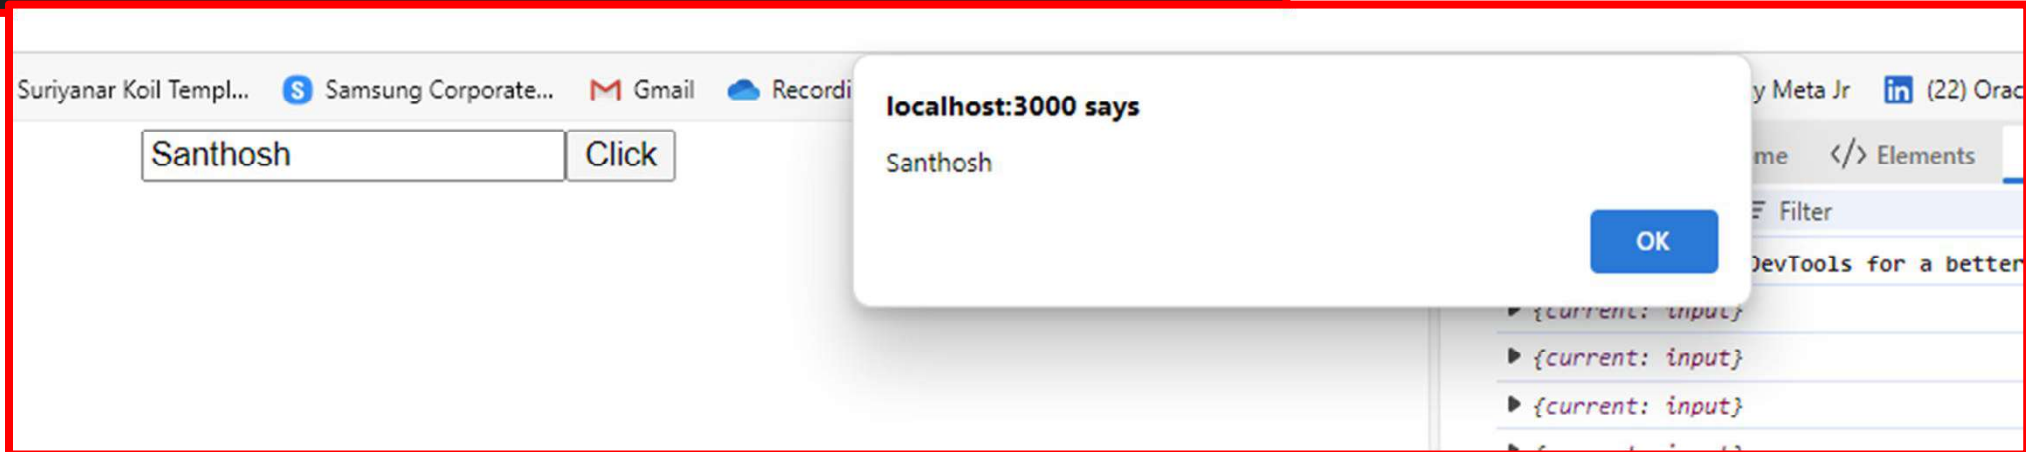 Suriyanar Koil Templ... Samsung Corporate... Gmail Recordi y Meta Jr in (22) Orac
localhost:3000 says
Santhosh Click
Santhosh
me </> Elements
Filter
OK
DevTools for a better
{current: input}
{current: input}
{current: input}